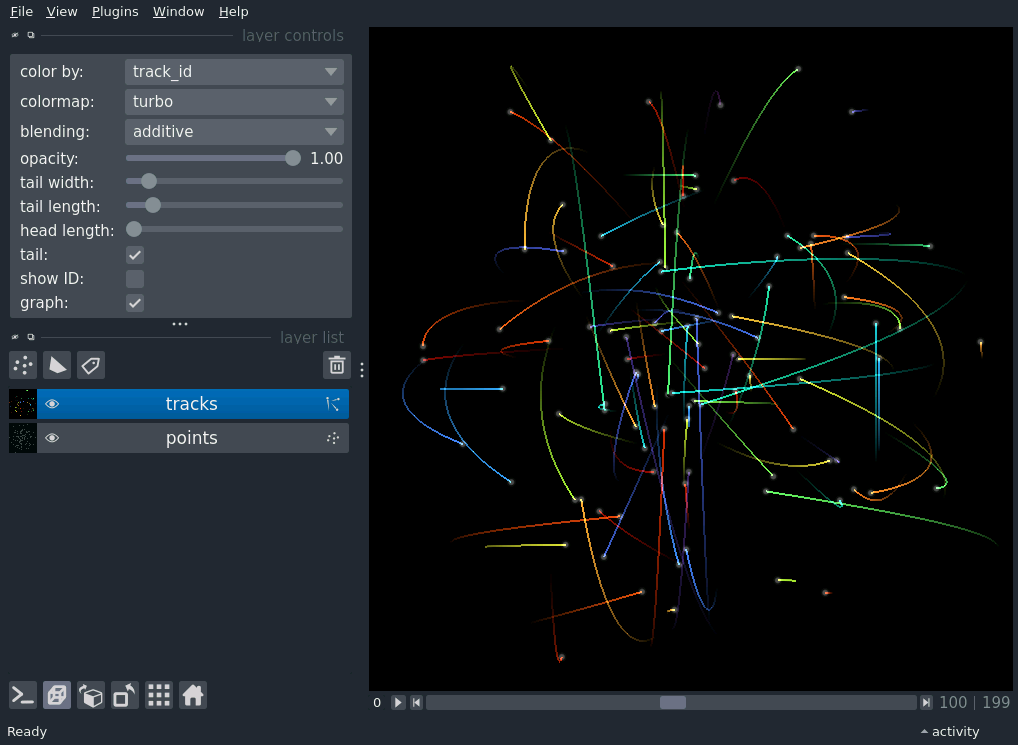 File View Plugins Window Help
layer controls
color by: track_id
colormap: turbo
blending: additive
opacity: 1.00
tail width:
tail length:
head length:
tail:
show ID:
graph:
layer list
tracks
points
0 100 | 199
Ready activity